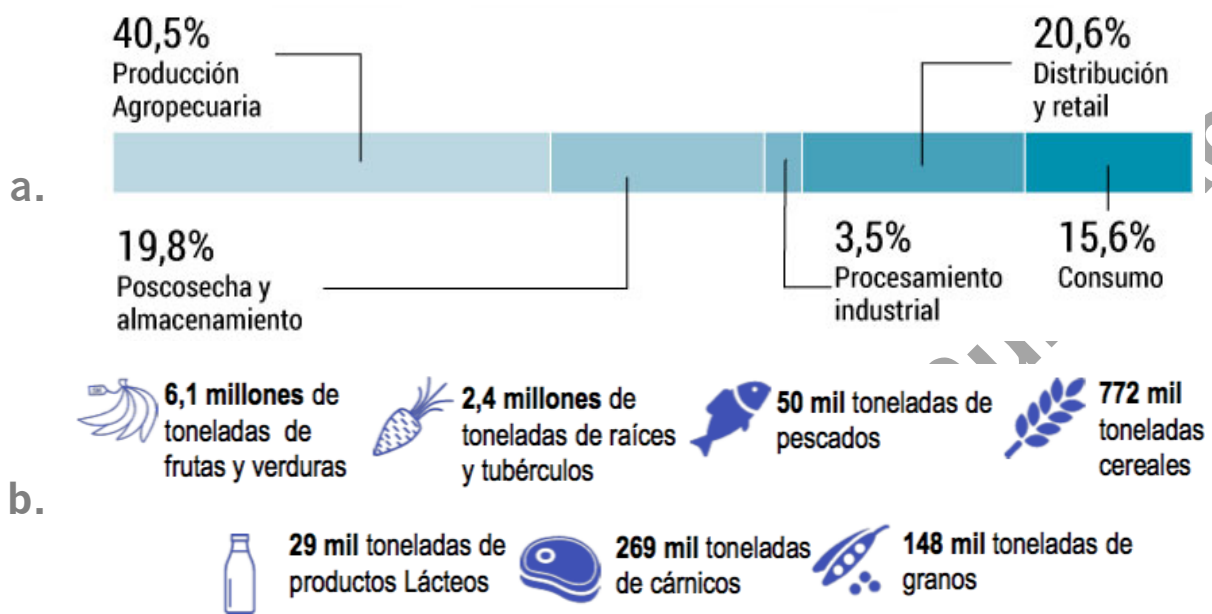 40,5%
Producción
Agropecuaria
20,6%
Distribución
y retail
a.
19,8%
Poscosecha y
almacenamiento
3,5%
Procesamiento
industrial
15,6%
Consumo
6,1 millones de
toneladas de
frutas y verduras
2,4 millones de
toneladas de raíces
y tubérculos
50 mil toneladas de
pescados
772 mil
toneladas
cereales
b.
29 mil toneladas de
productos Lácteos
269 mil toneladas
de cárnicos
148 mil toneladas de
granos